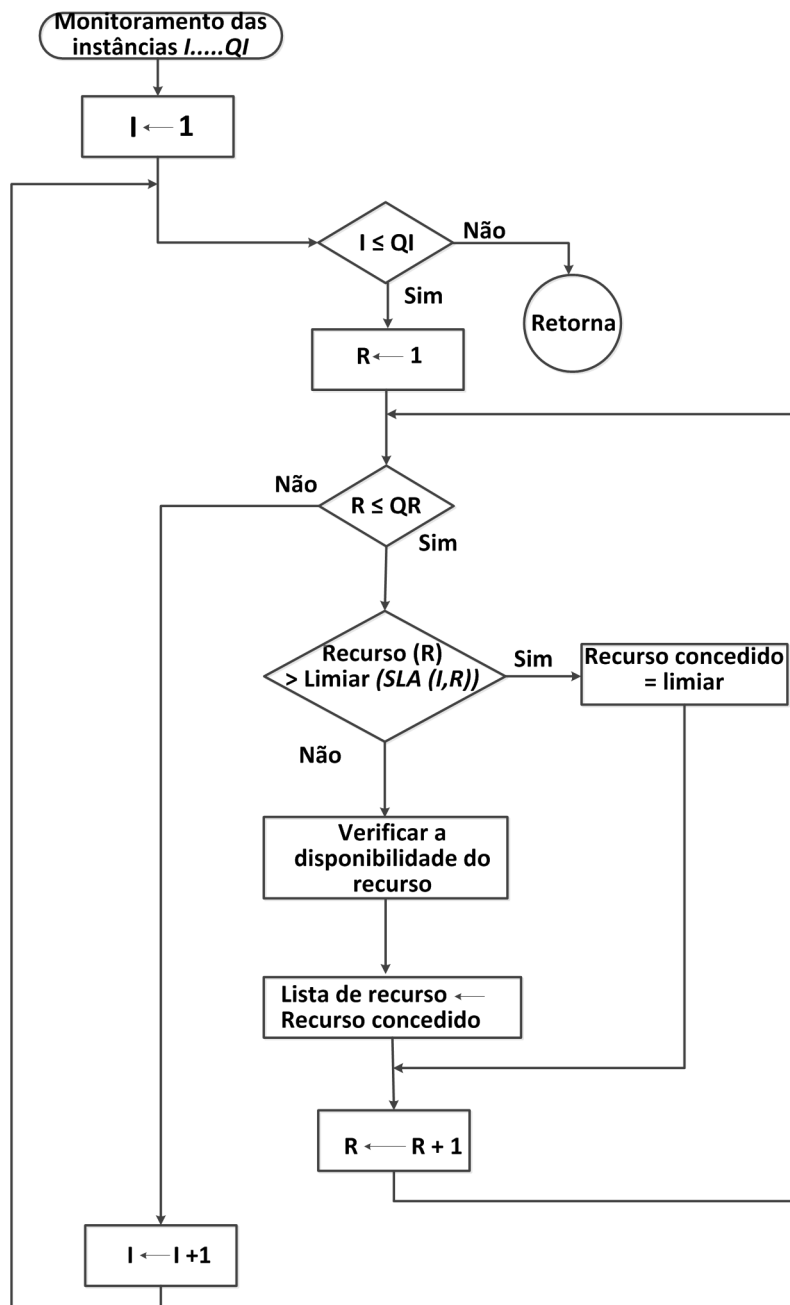 Monitoramento das
instâncias I.....QI
I ← 1
I ≤ QI
Não
Sim
Retorna
R ← 1
Não
R ≤ QR
Sim
Recurso (R)
> Limiar (SLA (I,R))
Sim
Recurso concedido
= limiar
Não
Verificar a
disponibilidade do
recurso
Lista de recurso ←
Recurso concedido
R ← R + 1
I ← I +1